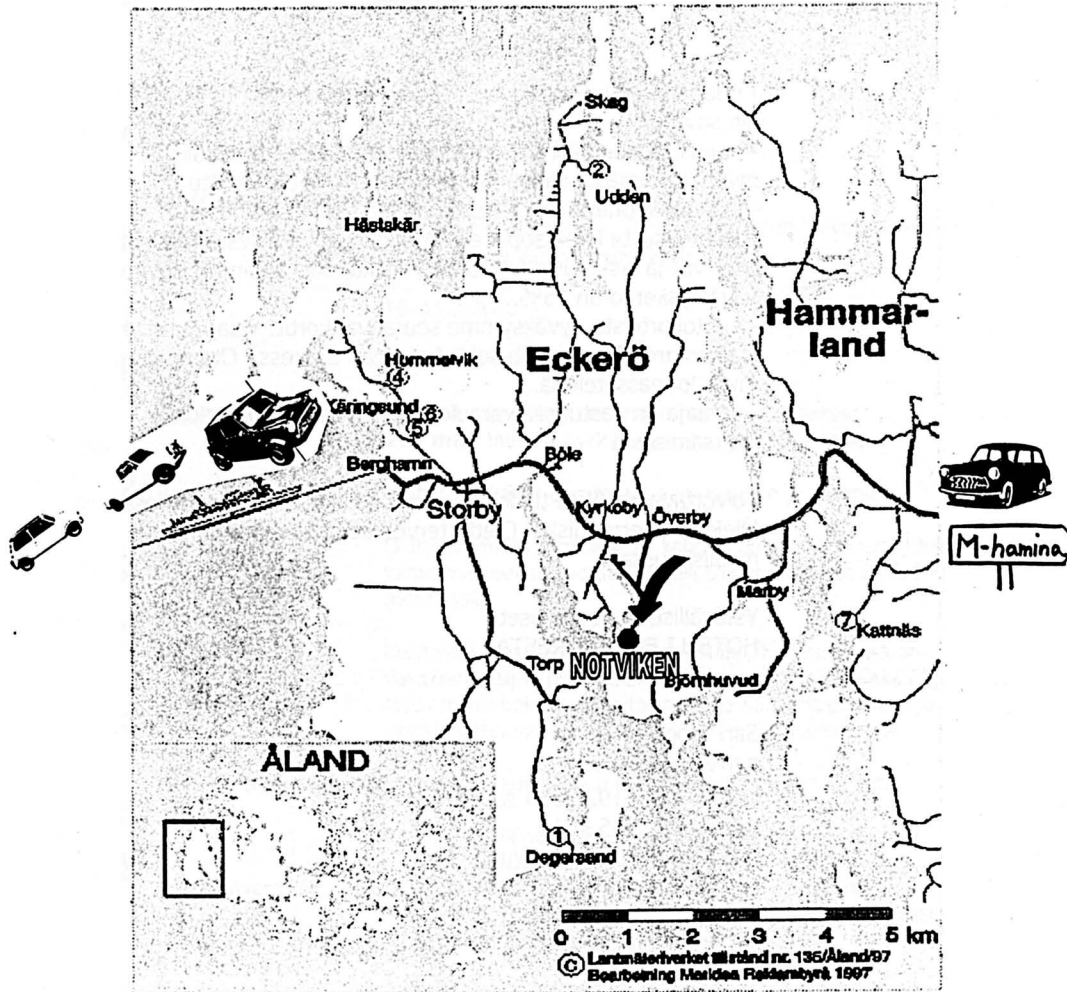 Skag
2
Udden
Hästskär
Hammar-
land
Eckerö
Hummelvik
4
Käringsund
6
5
Böle
Berghamn
Storby
Kyrkoby
Överby
M-hamina
Marby
7
Kattnäs
Torp
NOTVIKEN
Björnhuvud
ÅLAND
1
Degersand
0 1 2 3 4 5 km
© Lantmäteriverket tillstånd nr. 135/Åland/97
Bearbetning Maridea Reklambyrå, 1997